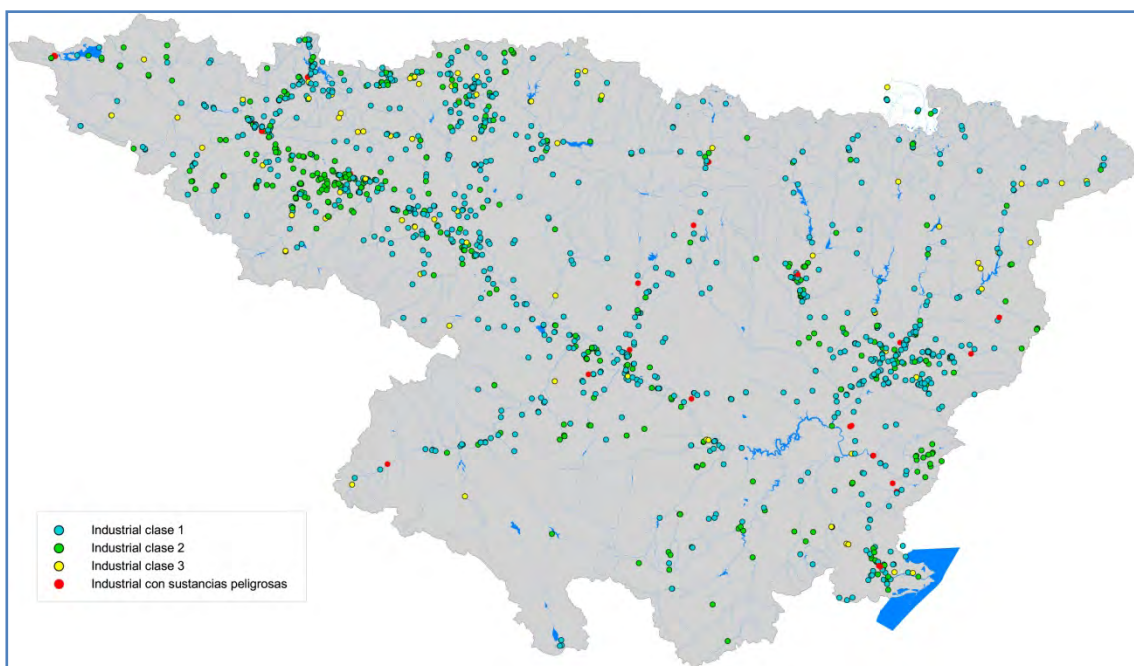 Industrial clase 1
Industrial clase 2
Industrial clase 3
Industrial con sustancias peligrosas